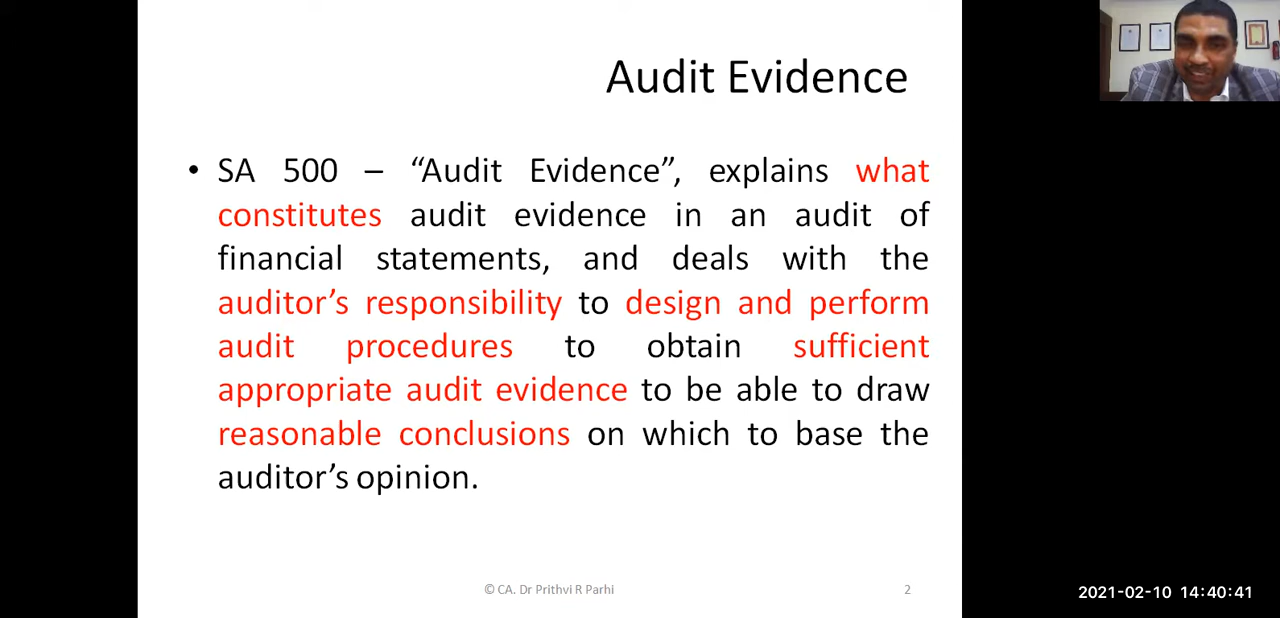 Audit Evidence
• SA 500 – “Audit Evidence”, explains what
constitutes audit evidence in an audit of
financial statements, and deals with the
auditor’s responsibility to design and perform
audit procedures to obtain sufficient
appropriate audit evidence to be able to draw
reasonable conclusions on which to base the
auditor’s opinion.
© CA. Dr Prithvi R Parhi
2
2021-02-10 14:40:41